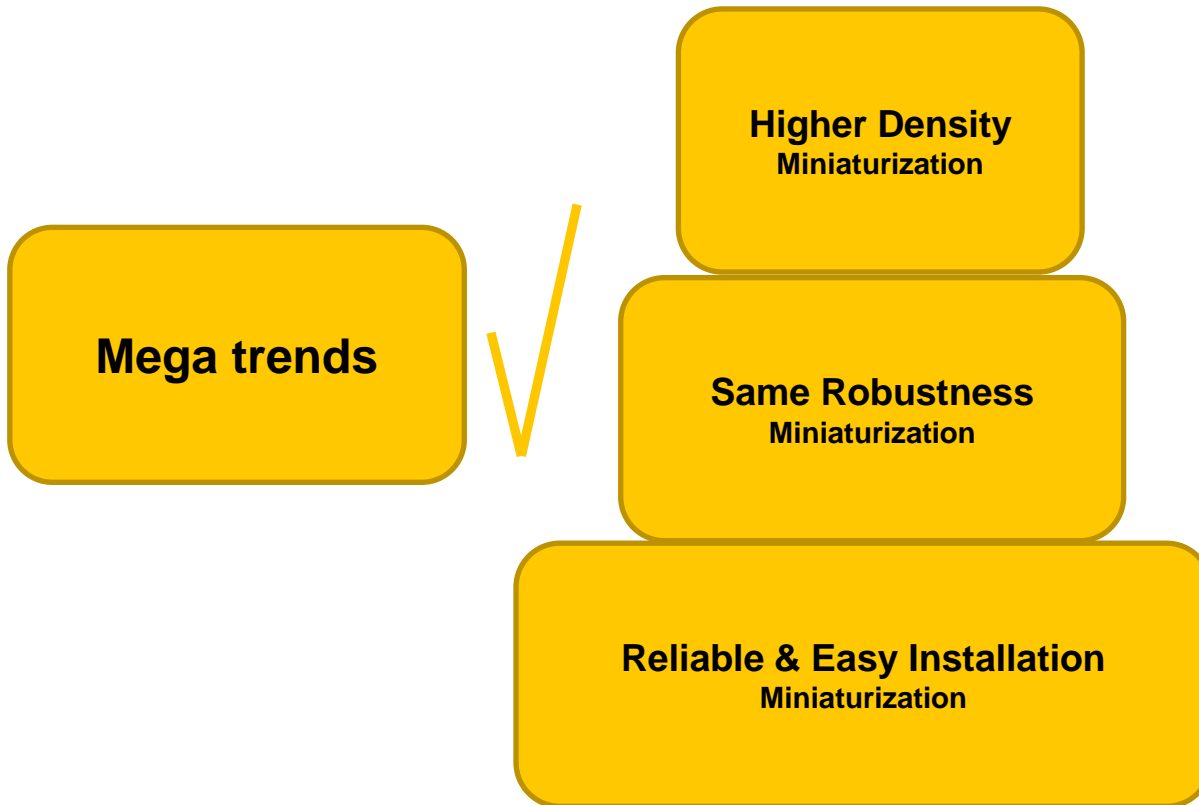 Mega trends
Higher Density
Miniaturization
Same Robustness
Miniaturization
Reliable & Easy Installation
Miniaturization